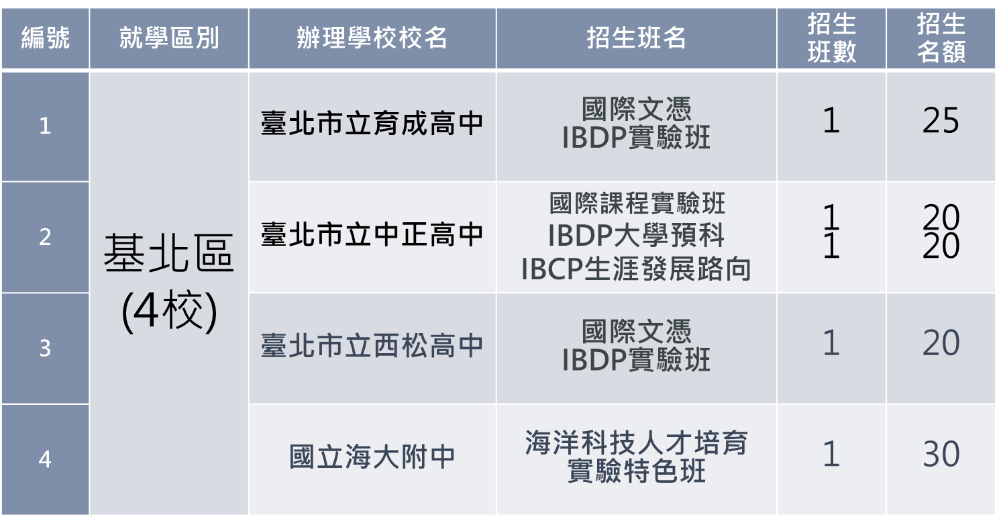 編號
就學區別
辦理學校校名
招生班名
招生
班數
招生
名額
1
基北區
(4校)
臺北市立育成高中
國際文憑
IBDP實驗班
1
25
2
臺北市立中正高中
國際課程實驗班
IBDP大學預科
IBCP生涯發展路向
1
1
20
20
3
臺北市立西松高中
國際文憑
IBDP實驗班
1
20
4
國立海大附中
海洋科技人才培育
實驗特色班
1
30